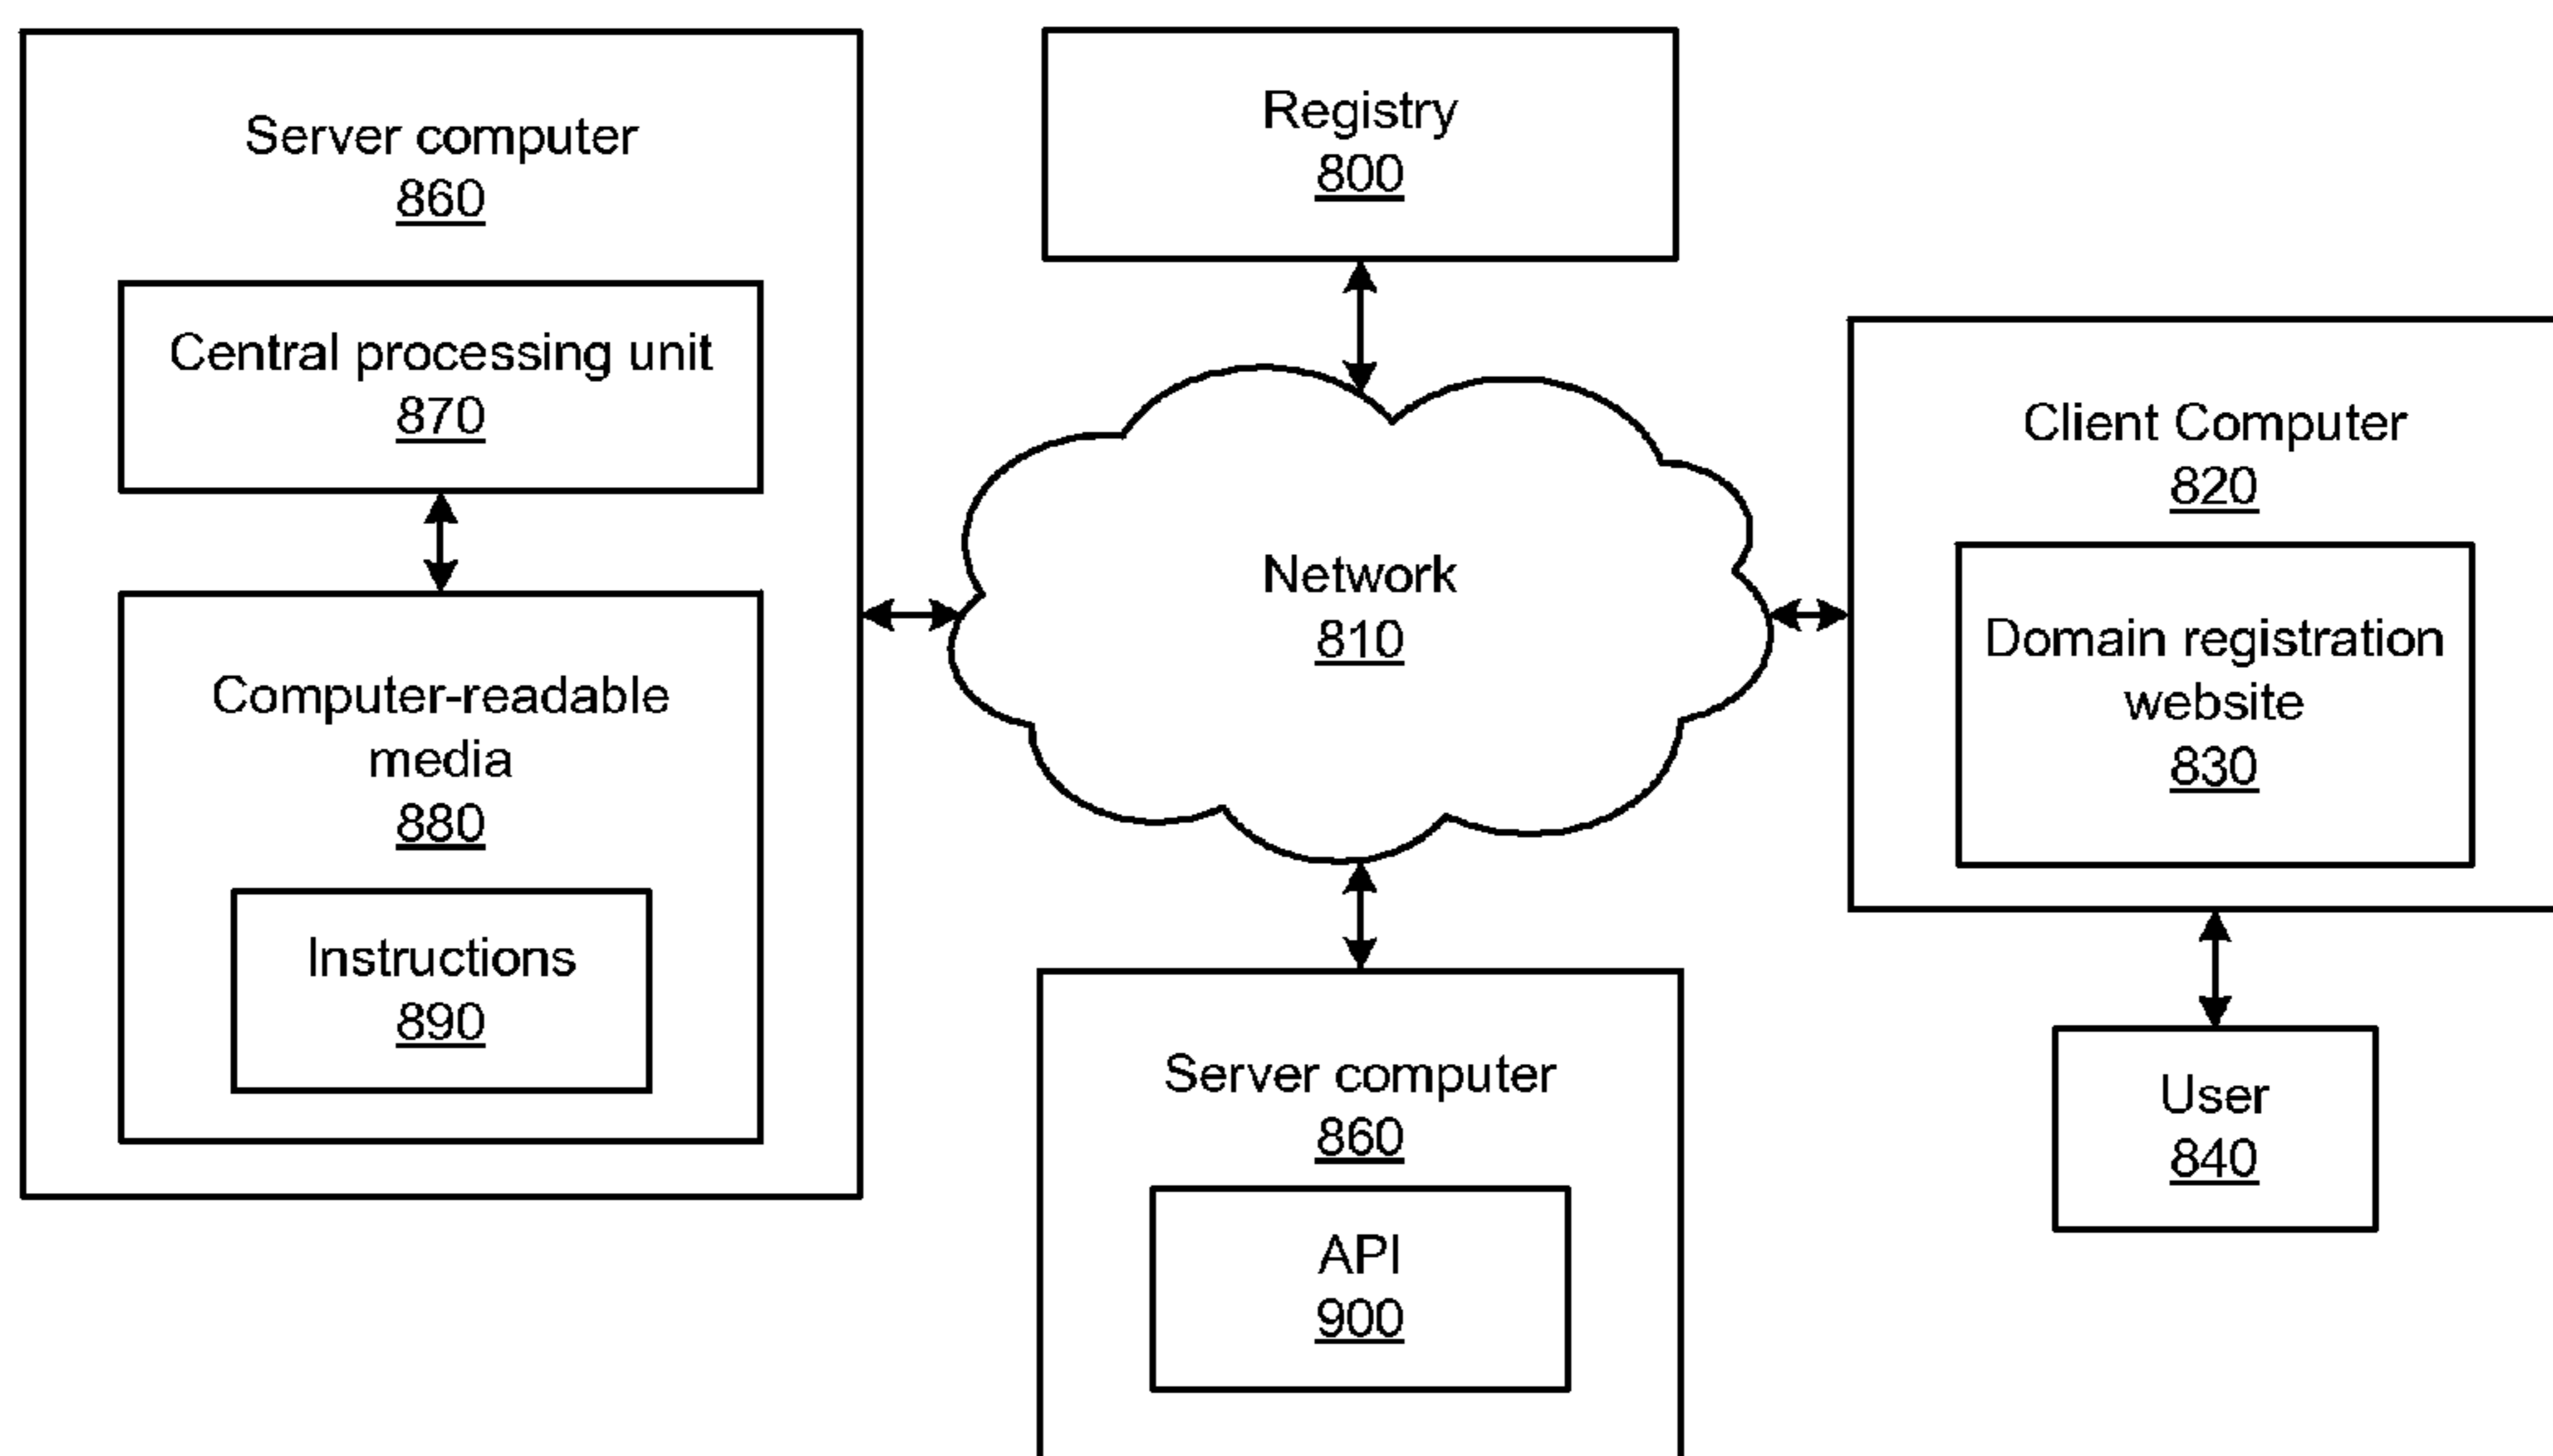 Server computer
860
Central processing unit
870
Computer-readable
media
880
Instructions
890
Registry
800
Network
810
Server computer
860
API
900
Client Computer
820
Domain registration
website
830
User
840